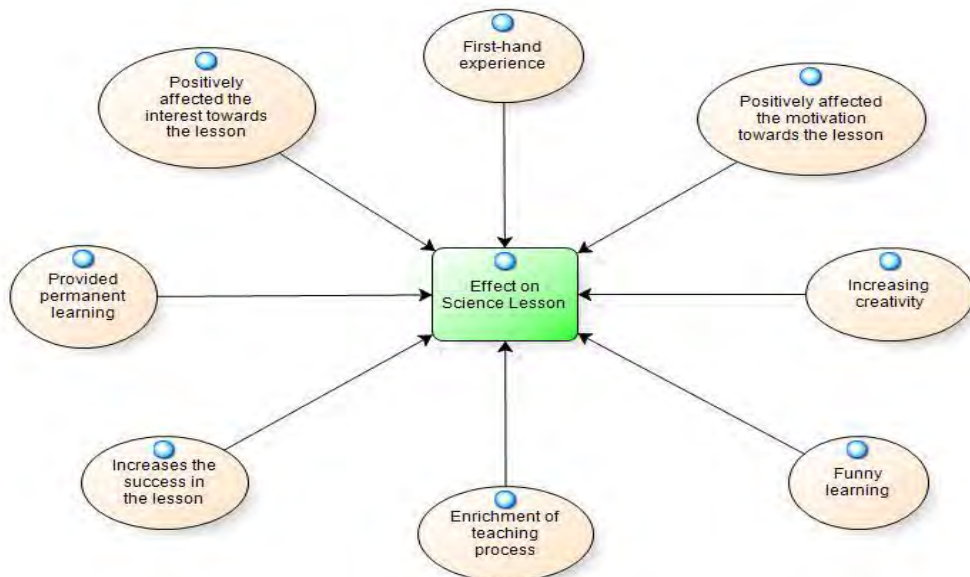 First-hand
experience
Positively
affected the
interest towards
the lesson
Positively affected
the motivation
towards the lesson
Provided
permanent
learning
Effect on
Science Lesson
Increasing
creativity
Increases the
success in
the lesson
Enrichment of
teaching
process
Funny
learning